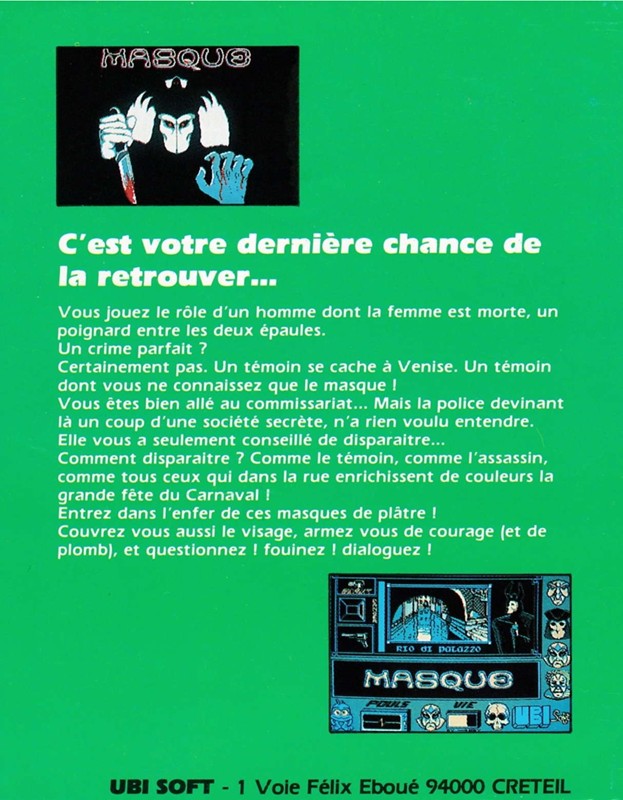 MASQUE
C'est votre dernière chance de
la retrouver...
Vous jouez le rôle d'un homme dont la femme est morte, un
poignard entre les deux épaules.
Un crime parfait ?
Certainement pas. Un témoin se cache à Venise. Un témoin
dont vous ne connaissez que le masque !
Vous êtes bien allé au commissariat... Mais la police devinant
là un coup d'une société secrète, n'a rien voulu entendre.
Elle vous a seulement conseillé de disparaitre...
Comment disparaitre ? Comme le témoin, comme l'assassin,
comme tous ceux qui dans la rue enrichissent de couleurs la
grande fête du Carnaval !
Entrez dans l'enfer de ces masques de plâtre !
Couvrez vous aussi le visage, armez vous de courage (et de
plomb), et questionnez ! fouinez ! dialoguez !
RIO di PALAZZO
MASQUE
POULS VIE
UBI Soft
UBI SOFT - 1 Voie Félix Eboué 94000 CRETEIL